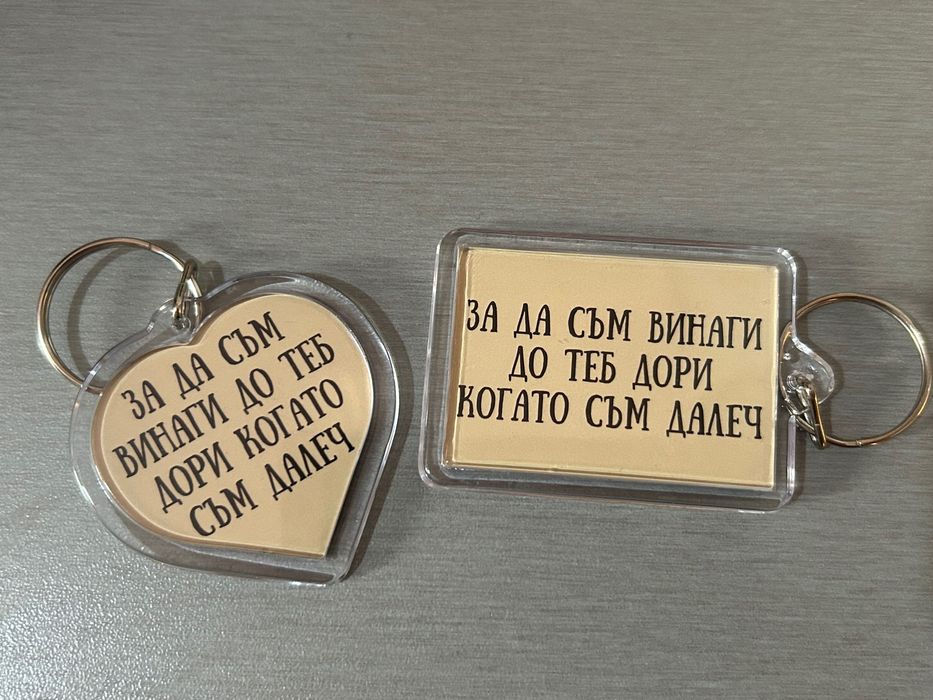 ЗА ДА СЪМ
ВИНАГИ ДО ТЕБ
ДОРИ КОГАТО
СЪМ ДАЛЕЧ
ЗА ДА СЪМ ВИНАГИ
ДО ТЕБ ДОРИ
КОГАТО СЪМ ДАЛЕЧ